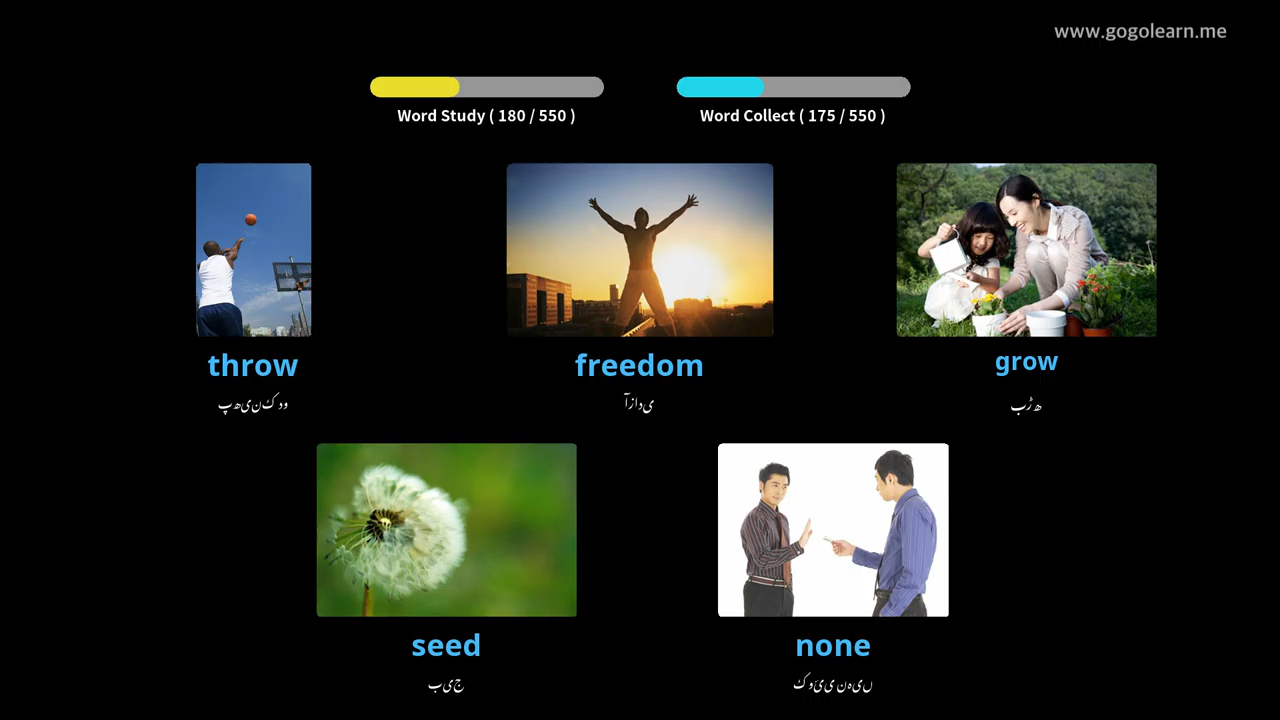 www.gogolearn.me
Word Study ( 180 / 550 )
Word Collect ( 175 / 550 )
throw
freedom
grow
پھینک دو
آزادی
بڑھ
seed
none
بیج
کوئی نہیں